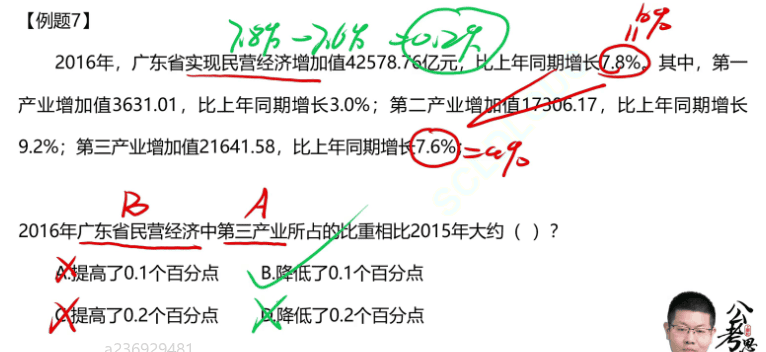 【例题7】
7.8% - 7.6% = 0.2%
= b%
2016年，广东省实现民营经济增加值42578.76亿元，比上年同期增长7.8%。其中，第一
产业增加值3631.01，比上年同期增长3.0%；第二产业增加值17306.17，比上年同期增长
9.2%；第三产业增加值21641.58，比上年同期增长7.6%；
= a%
B A
2016年广东省民营经济中第三产业所占的比重相比2015年大约（ ）？
A.提高了0.1个百分点 B.降低了0.1个百分点
C.提高了0.2个百分点 D.降低了0.2个百分点
公考
思
a236929481